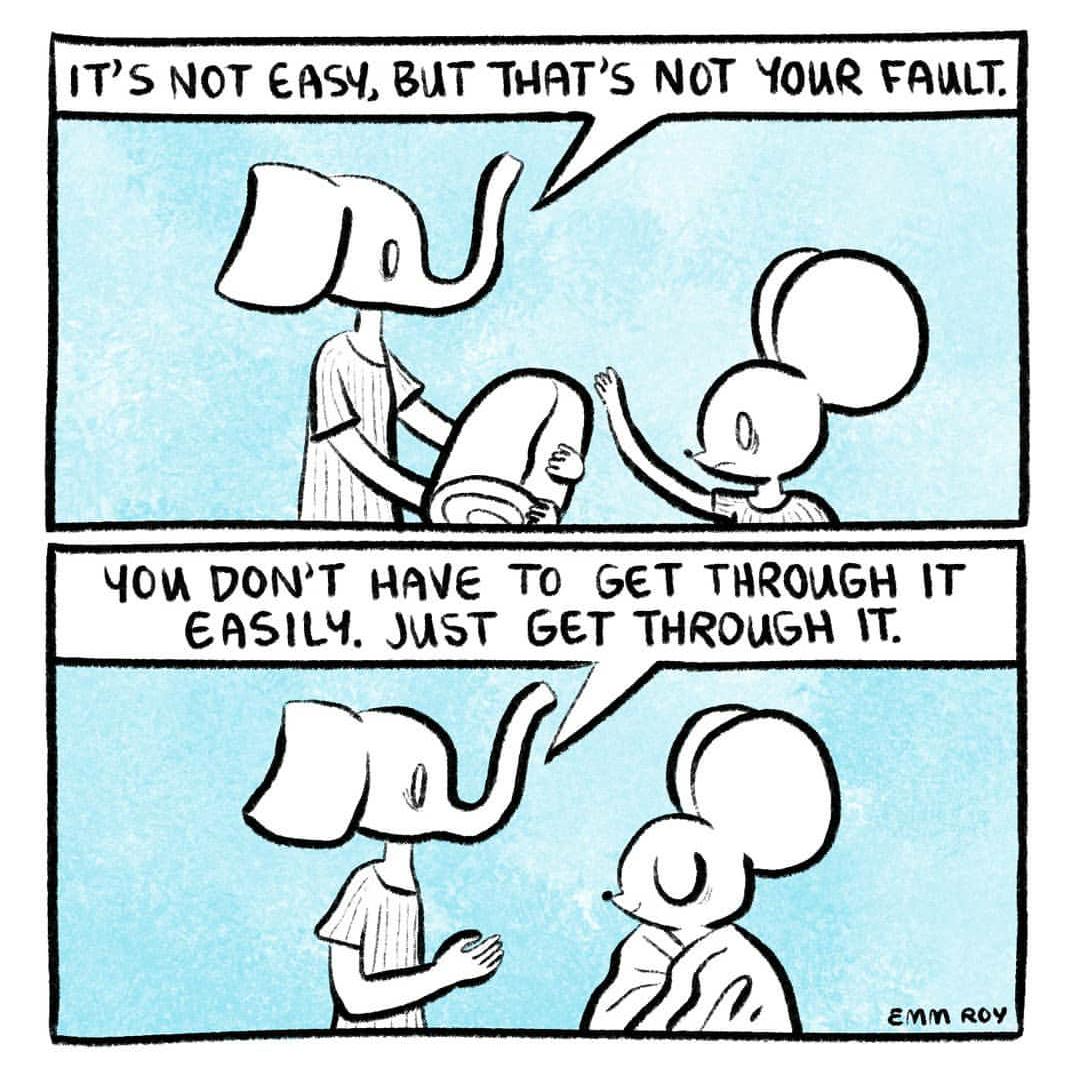 IT'S NOT EASY, BUT THAT'S NOT YOUR FAULT.
YOU DON'T HAVE TO GET THROUGH IT
EASILY. JUST GET THROUGH IT.
EMM ROY